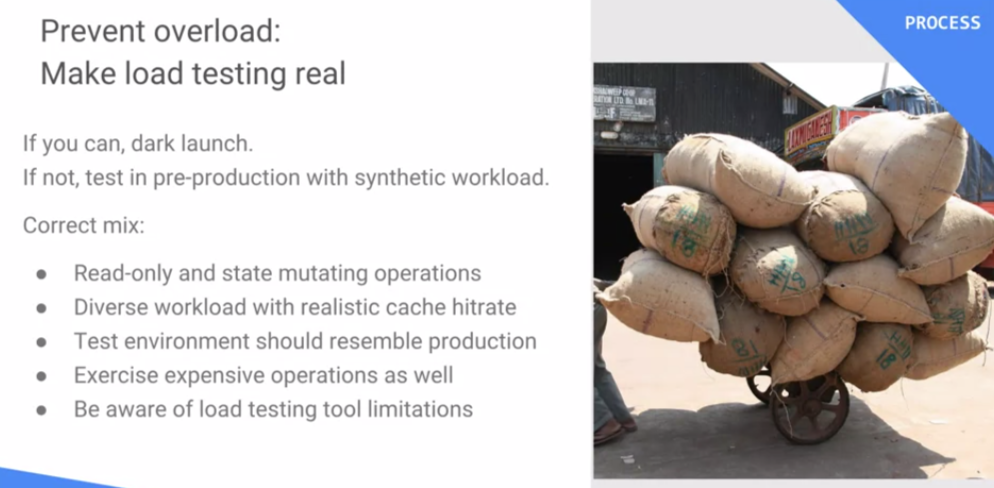 PROCESS
Prevent overload:
Make load testing real
If you can, dark launch.
If not, test in pre-production with synthetic workload.
Correct mix:
● Read-only and state mutating operations
● Diverse workload with realistic cache hitrate
● Test environment should resemble production
● Exercise expensive operations as well
● Be aware of load testing tool limitations
18
18